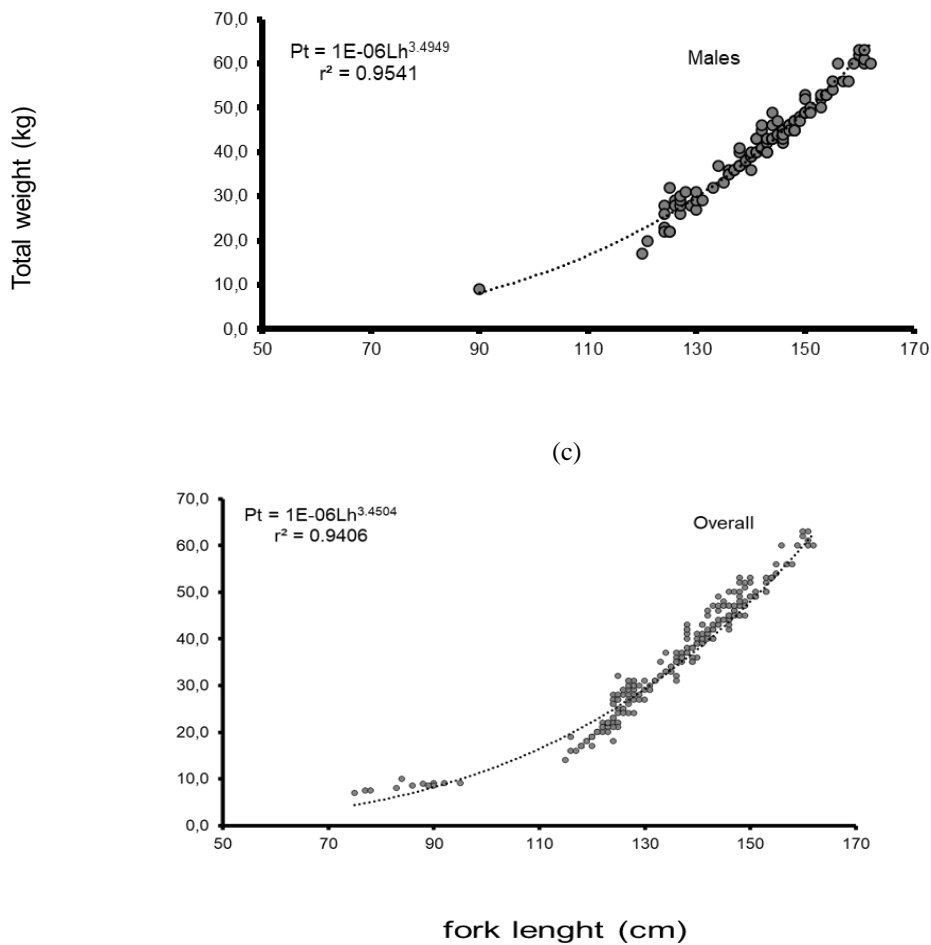 70,0
Pt = 1E-06Lh3.4949
r² = 0.9541
Males
60,0
50,0
40,0
30,0
20,0
10,0
0,0
50 70 90 110 130 150 170
Total weight (kg)
(c)
70,0
Pt = 1E-06Lh3.4504
r² = 0.9406
Overall
60,0
50,0
40,0
30,0
20,0
10,0
0,0
50 70 90 110 130 150 170
fork lenght (cm)